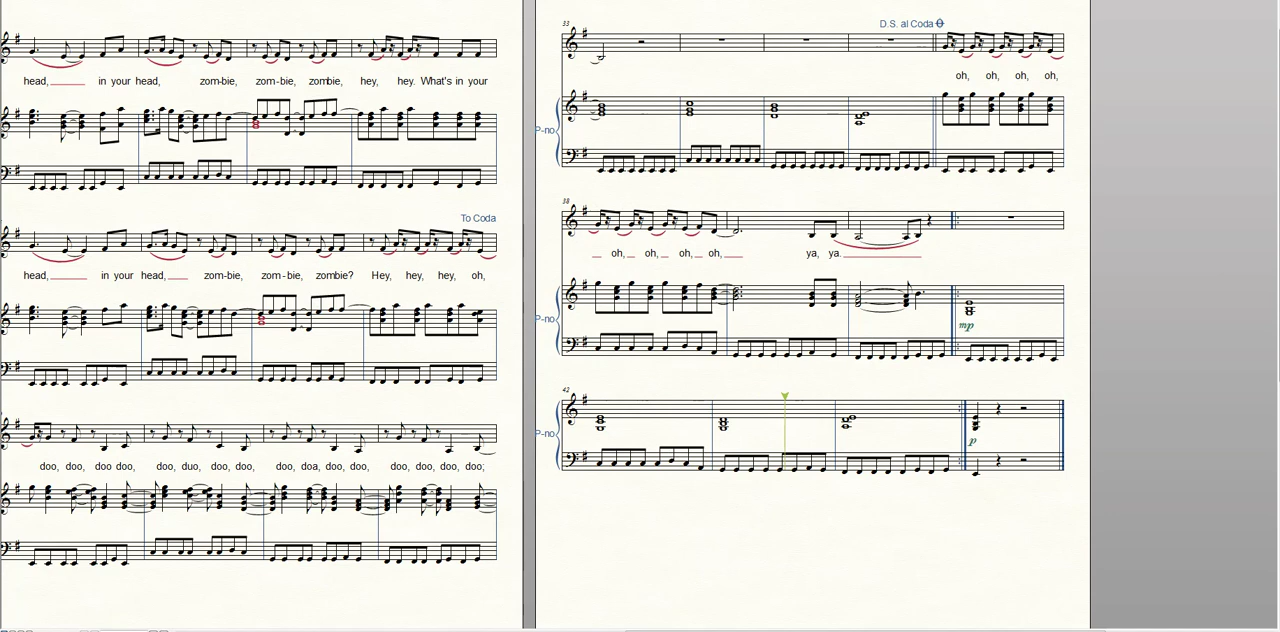 head, in your head, zom-bie, zom-bie, zombie, hey, hey. What's in your
To Coda
head, in your head, zom-bie, zom-bie, zombie? Hey, hey, hey, oh,
doo, doo, doo doo, doo, duo, doo, doo, doo, doa, doo, doo, doo, doo, doo, doo;
33
D.S. al Coda
oh, oh, oh, oh,
P-no
38
oh, oh, oh, oh, ya, ya.
P-no
mp
42
P-no
p